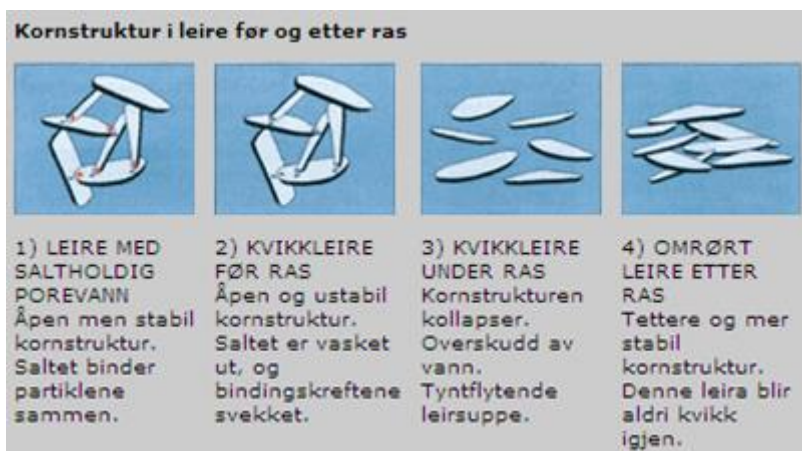 Kornstruktur i leire før og etter ras
1) LEIRE MED
SALTHOLDIG
POREVANN
Åpen men stabil
kornstruktur.
Saltet binder
partiklene
sammen.
2) KVIKKLEIRE
FØR RAS
Åpen og ustabil
kornstruktur.
Saltet er vasket
ut, og
bindingskreftene
svekket.
3) KVIKKLEIRE
UNDER RAS
Kornstrukturen
kollapser.
Overskudd av
vann.
Tyntflytende
leirsuppe.
4) OMRØRT
LEIRE ETTER
RAS
Tettere og mer
stabil
kornstruktur.
Denne leira blir
aldri kvikk
igjen.